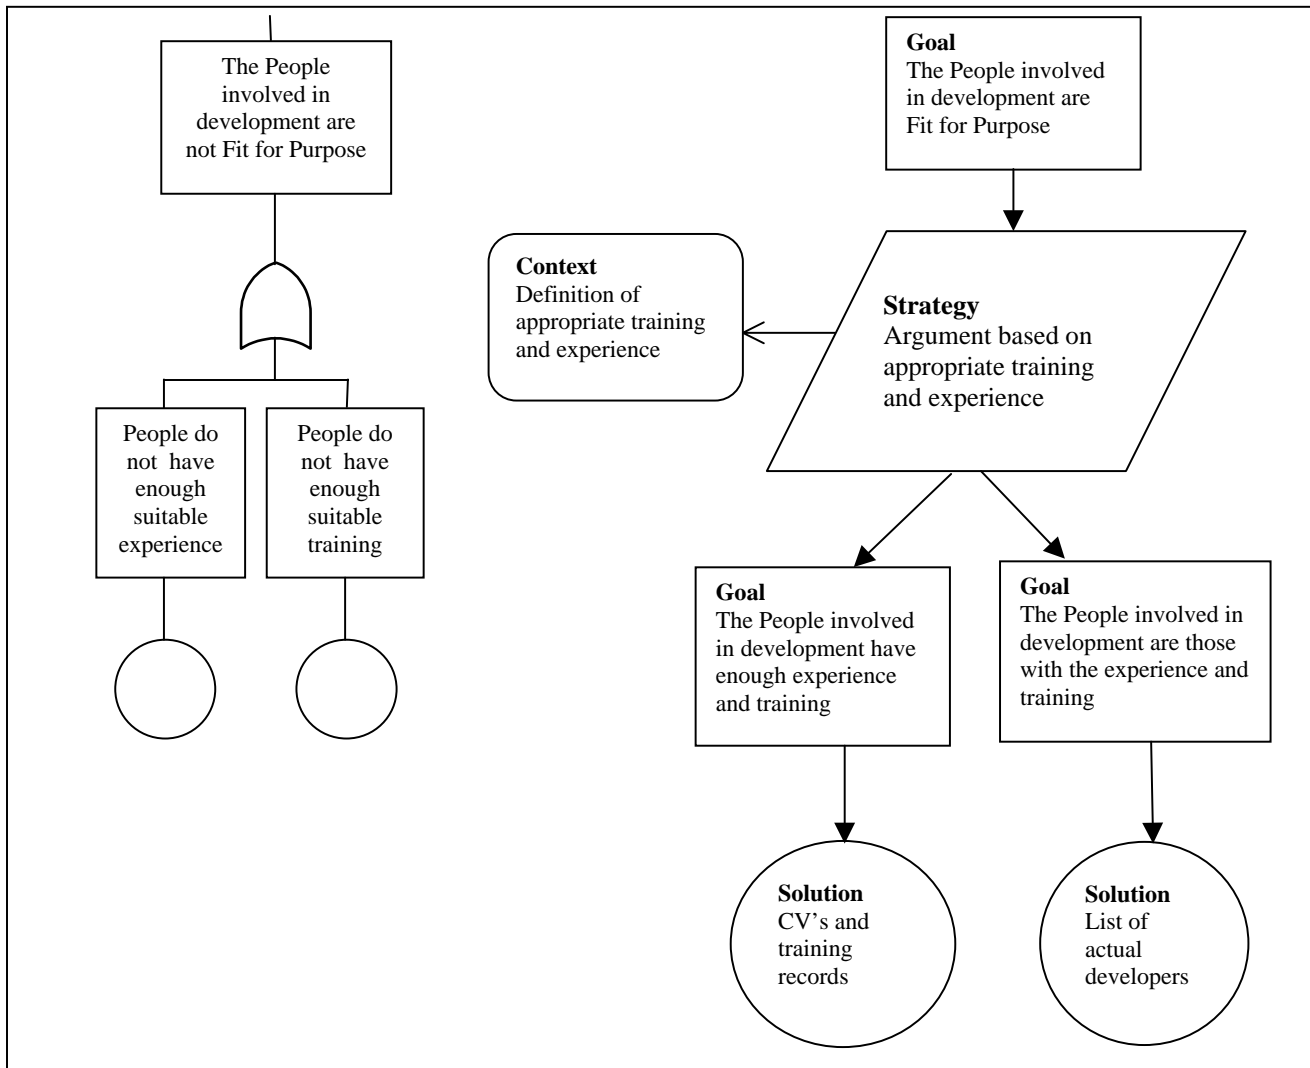 The People
involved in
development are
not Fit for Purpose
People do
not have
enough
suitable
experience
People do
not have
enough
suitable
training
Goal
The People involved
in development are
Fit for Purpose
Context
Definition of
appropriate training
and experience
Strategy
Argument based on
appropriate training
and experience
Goal
The People involved
in development have
enough experience
and training
Goal
The People involved in
development are those
with the experience and
training
Solution
CV’s and
training
records
Solution
List of
actual
developers